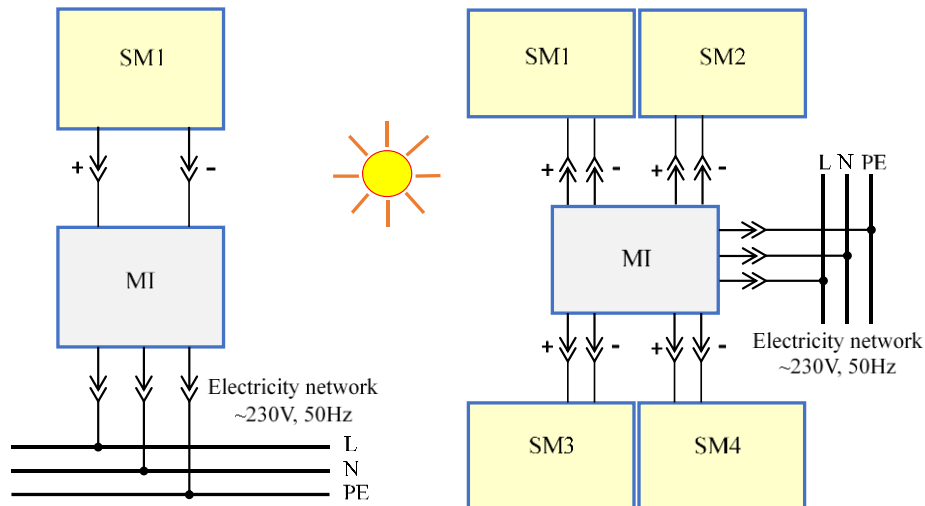 SM1
+
-
MI
Electricity network
~230V, 50Hz
L
N
PE
SM1
SM2
+
-
+
-
L N PE
MI
+
-
+
-
Electricity network
~230V, 50Hz
SM3
SM4